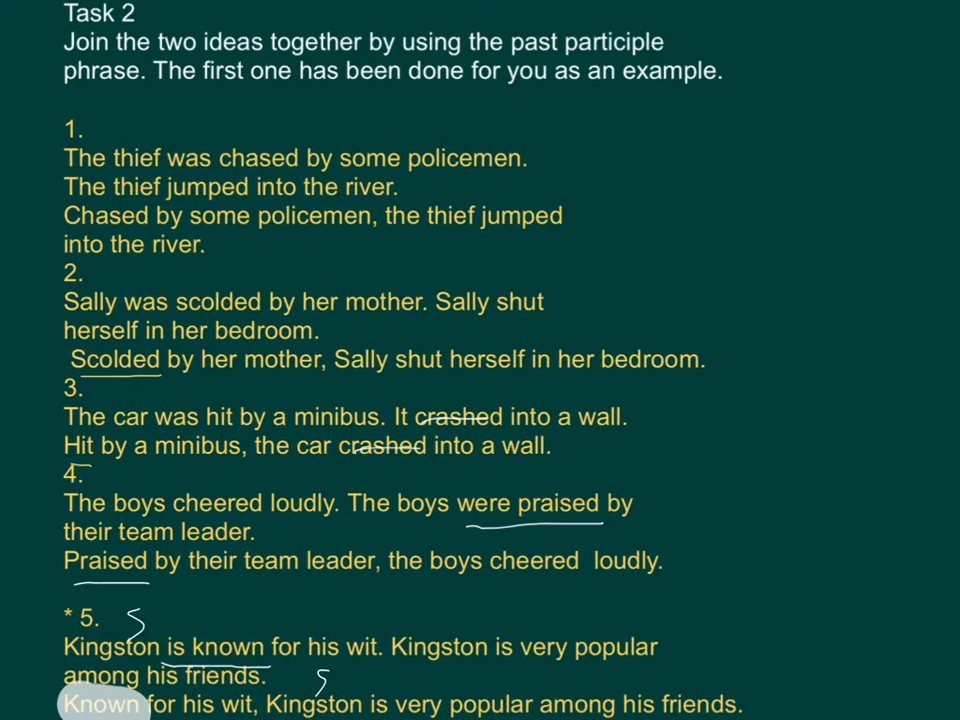 Task 2
Join the two ideas together by using the past participle
phrase. The first one has been done for you as an example.
1.
The thief was chased by some policemen.
The thief jumped into the river.
Chased by some policemen, the thief jumped
into the river.
2.
Sally was scolded by her mother. Sally shut
herself in her bedroom.
Scolded by her mother, Sally shut herself in her bedroom.
3.
The car was hit by a minibus. It crashed into a wall.
Hit by a minibus, the car crashed into a wall.
4.
The boys cheered loudly. The boys were praised by
their team leader.
Praised by their team leader, the boys cheered loudly.
* 5. S
Kingston is known for his wit. Kingston is very popular
among his friends. S
Known for his wit, Kingston is very popular among his friends.